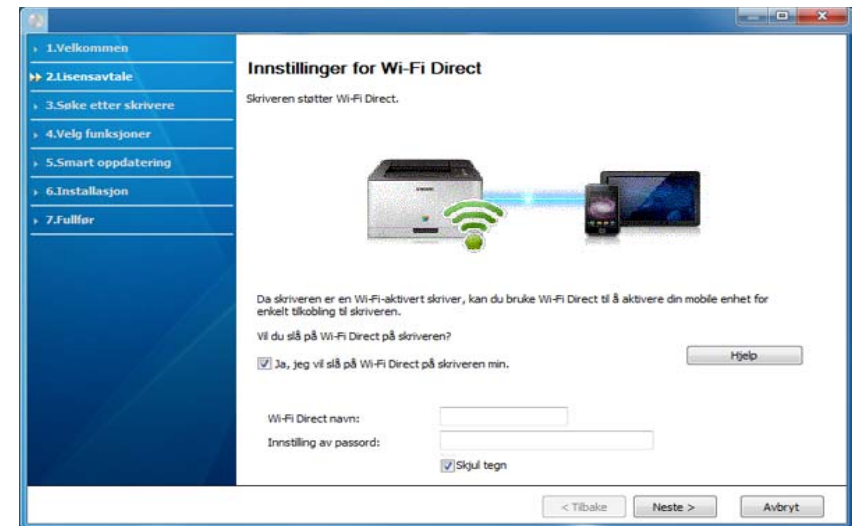 1.Velkommen
2.Lisensavtale
3.Søke etter skrivere
4.Velg funksjoner
5.Smart oppdatering
6.Installasjon
7.Fullfør
Innstillinger for Wi-Fi Direct
Skriveren støtter Wi-Fi Direct.
Da skriveren er en Wi-Fi-aktivert skriver, kan du bruke Wi-Fi Direct til å aktivere din mobile enhet for
enkelt tilkobling til skriveren.
Vil du slå på Wi-Fi Direct på skriveren?
Ja, jeg vil slå på Wi-Fi Direct på skriveren min.
Hjelp
Wi-Fi Direct navn:
Innstilling av passord:
Skjul tegn
< Tilbake
Neste >
Avbryt